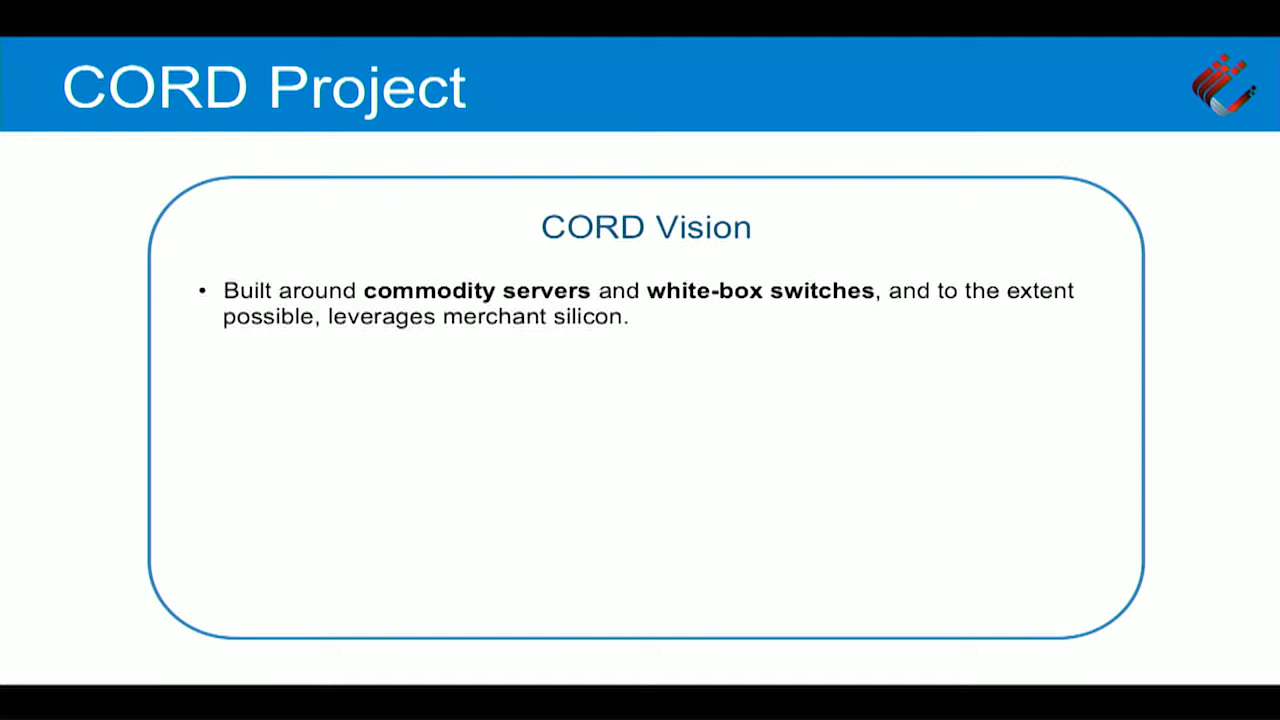 CORD Project
CORD Vision
• Built around commodity servers and white-box switches, and to the extent
possible, leverages merchant silicon.